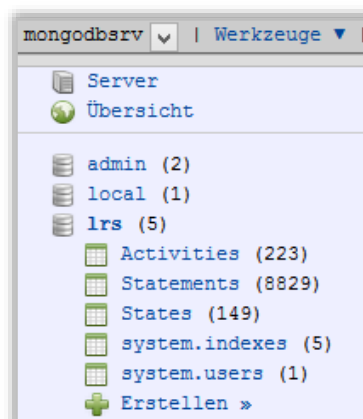 mongodbsrv | Werkzeuge ▼ |
Server
Übersicht
admin (2)
local (1)
lrs (5)
Activities (223)
Statements (8829)
States (149)
system.indexes (5)
system.users (1)
Erstellen »